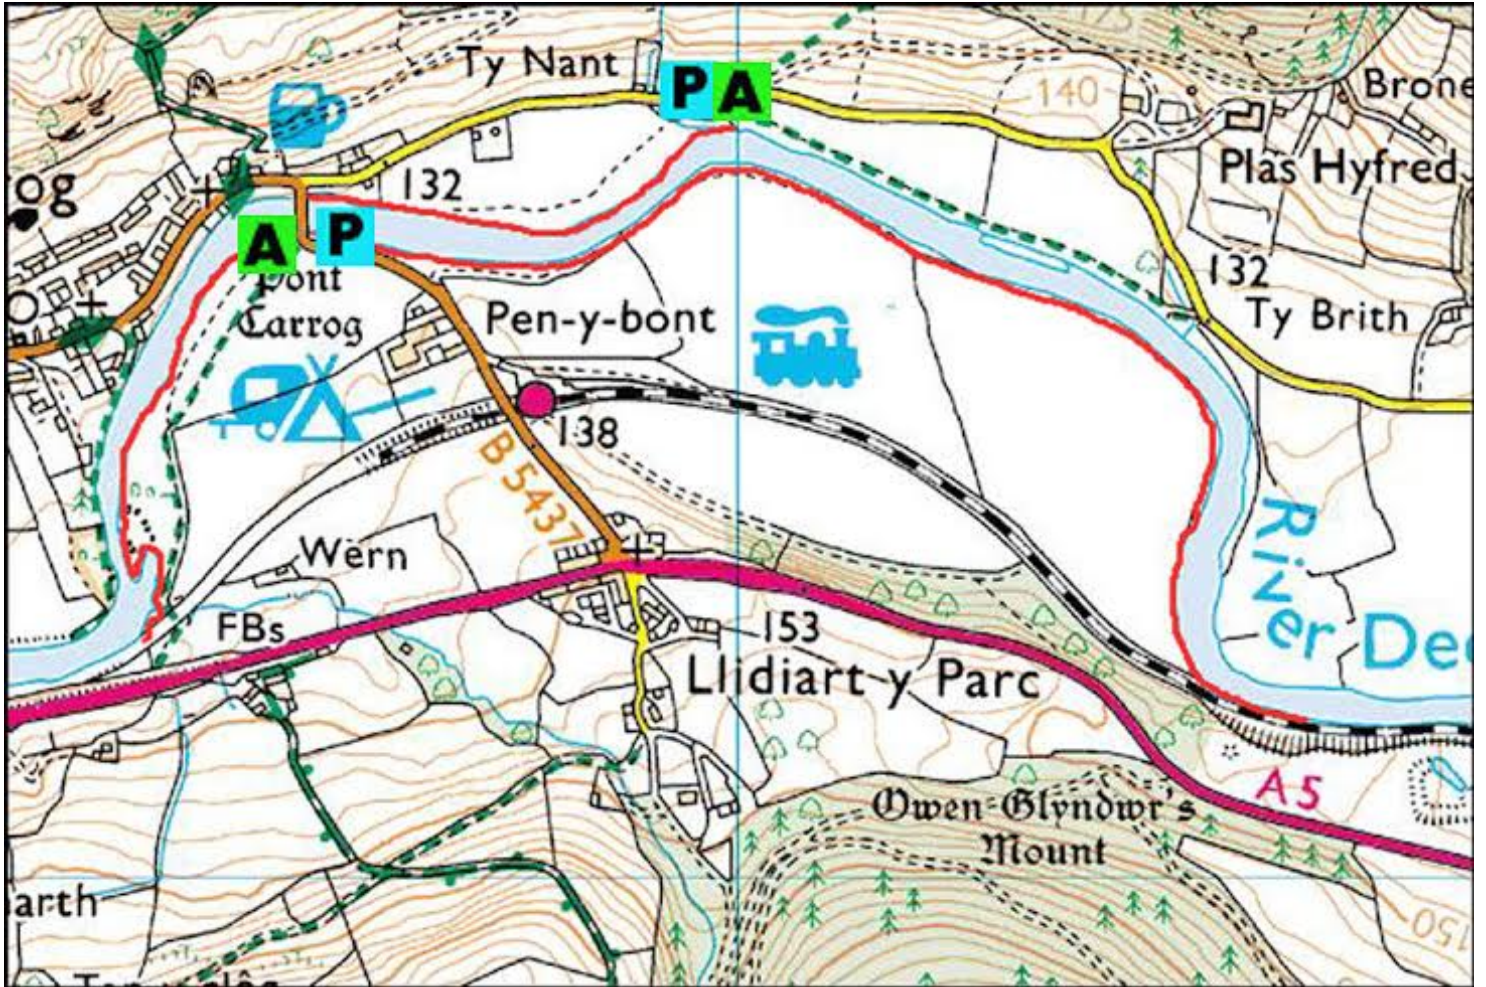 Ty Nant
P A
140
Brone
Plas Hyfred
og
132
A P
Pont
Carrog
Pen-y-bont
132
Ty Brith
138
B 5437
Wern
FBs
153
Llidiart y Parc
River Dee
A5
Owen Glyndwr's
Mount
arth
150